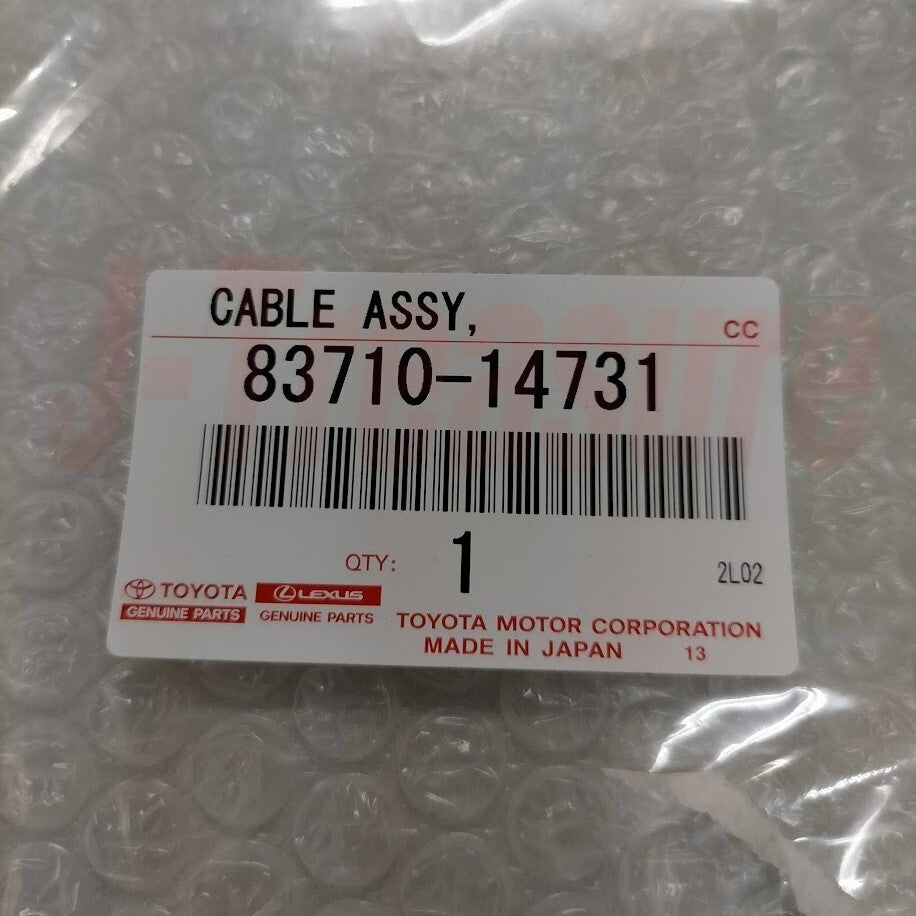 CABLE ASSY,
CC
83710-14731
QTY: 1
2L02
TOYOTA
GENUINE PARTS
LEXUS
GENUINE PARTS
TOYOTA MOTOR CORPORATION
MADE IN JAPAN 13
J-Treasure